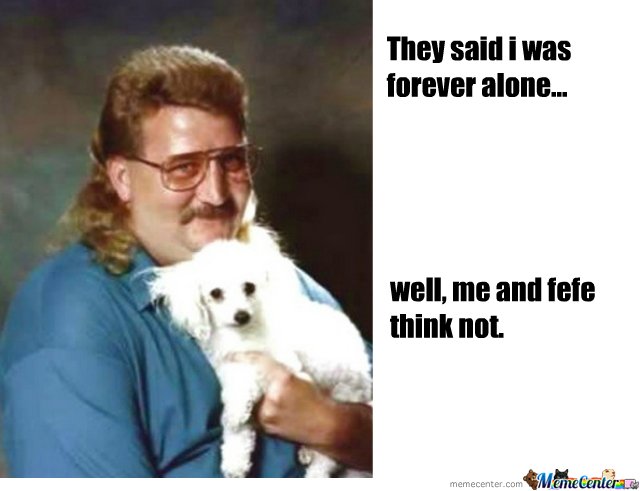 They said i was
forever alone...
well, me and fefe
think not.
memecenter.com MemeCenter